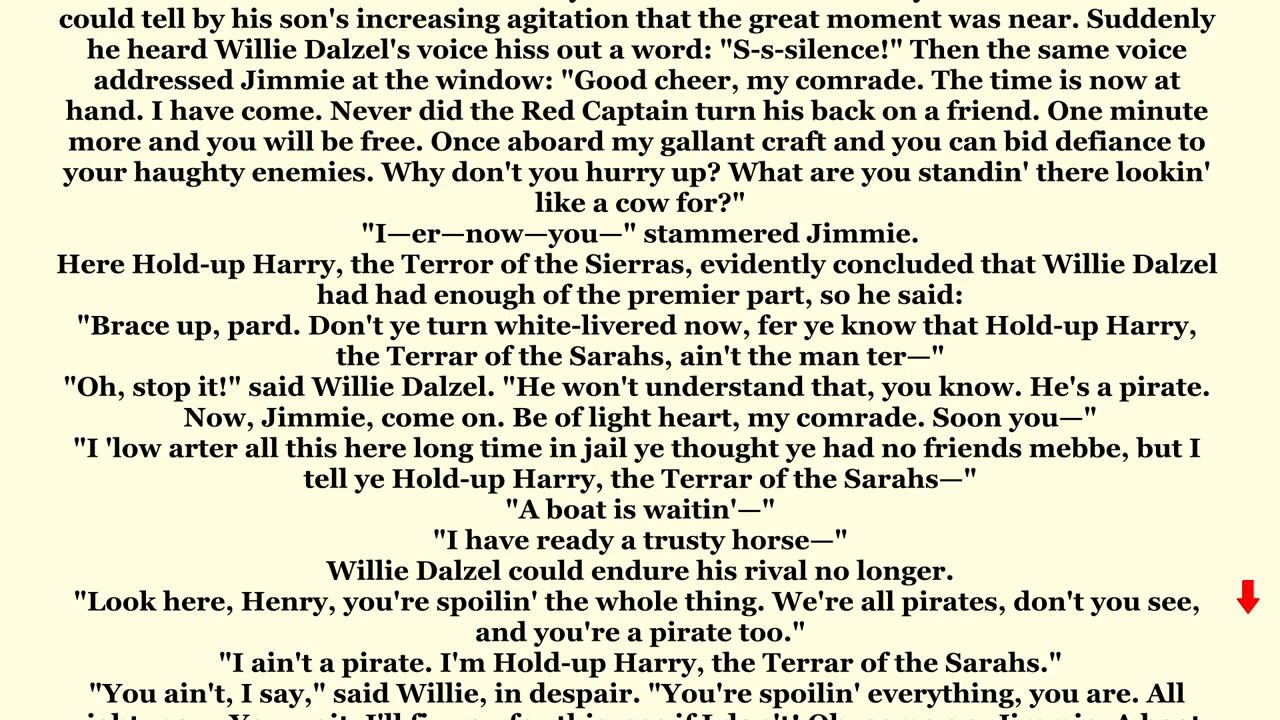 could tell by his son's increasing agitation that the great moment was near. Suddenly
he heard Willie Dalzel's voice hiss out a word: "S-s-silence!" Then the same voice
addressed Jimmie at the window: "Good cheer, my comrade. The time is now at
hand. I have come. Never did the Red Captain turn his back on a friend. One minute
more and you will be free. Once aboard my gallant craft and you can bid defiance to
your haughty enemies. Why don't you hurry up? What are you standin' there lookin'
like a cow for?"
"I—er—now—you—" stammered Jimmie.
Here Hold-up Harry, the Terror of the Sierras, evidently concluded that Willie Dalzel
had had enough of the premier part, so he said:
"Brace up, pard. Don't ye turn white-livered now, fer ye know that Hold-up Harry,
the Terrar of the Sarahs, ain't the man ter—"
"Oh, stop it!" said Willie Dalzel. "He won't understand that, you know. He's a pirate.
Now, Jimmie, come on. Be of light heart, my comrade. Soon you—"
"I 'low arter all this here long time in jail ye thought ye had no friends mebbe, but I
tell ye Hold-up Harry, the Terrar of the Sarahs—"
"A boat is waitin'—"
"I have ready a trusty horse—"
Willie Dalzel could endure his rival no longer.
"Look here, Henry, you're spoilin' the whole thing. We're all pirates, don't you see,
and you're a pirate too."
"I ain't a pirate. I'm Hold-up Harry, the Terrar of the Sarahs."
"You ain't, I say," said Willie, in despair. "You're spoilin' everything, you are. All